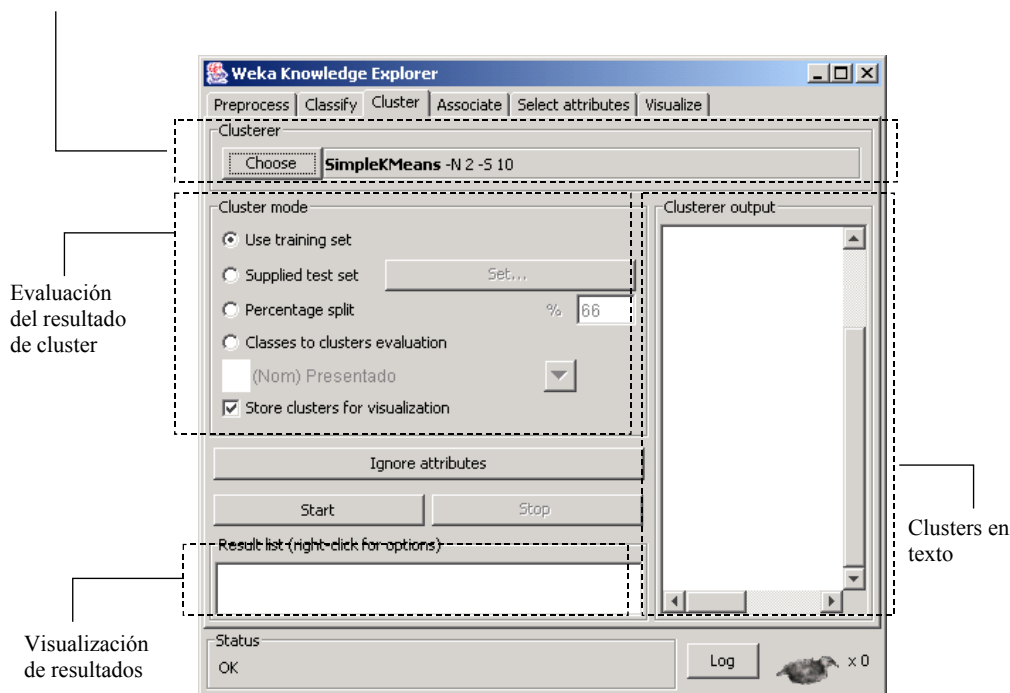 Weka Knowledge Explorer
Preprocess Classify Cluster Associate Select attributes Visualize
Clusterer
Choose SimpleKMeans -N 2 -S 10
Cluster mode
Use training set
Supplied test set Set...
Percentage split % 66
Classes to clusters evaluation
(Nom) Presentado
Store clusters for visualization
Ignore attributes
Start Stop
Result list (right-click for options)
Clusterer output
Status
OK
Log x 0
Evaluación
del resultado
de cluster
Visualización
de resultados
Clusters en
texto